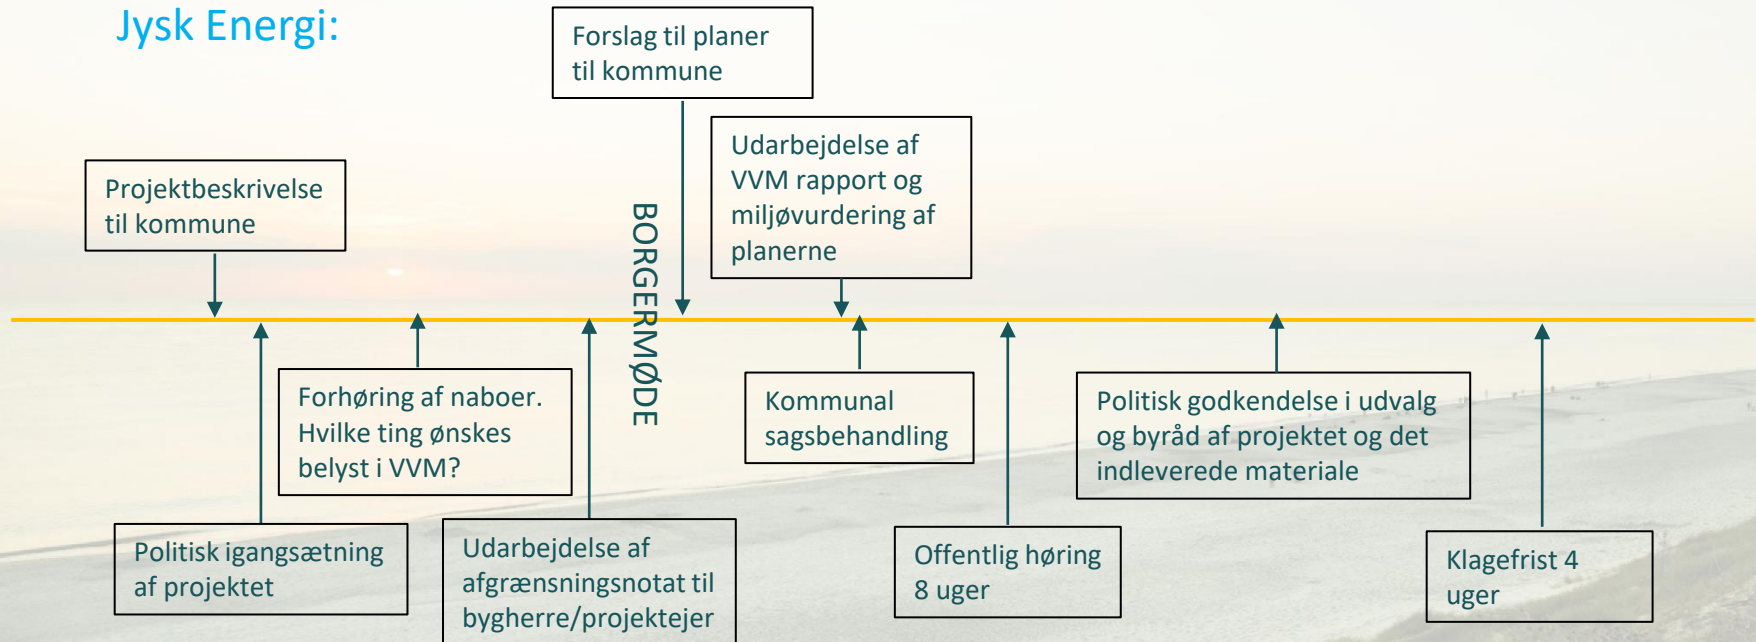 Jysk Energi:
Forslag til planer
til kommune
Udarbejdelse af
VVM rapport og
miljøvurdering af
planerne
Projektbeskrivelse
til kommune
BORGERMØDE
Forhøring af naboer.
Hvilke ting ønskes
belyst i VVM?
Kommunal
sagsbehandling
Politisk godkendelse i udvalg
og byråd af projektet og det
indleverede materiale
Politisk igangsætning
af projektet
Udarbejdelse af
afgrænsningsnotat til
bygherre/projektejer
Offentlig høring
8 uger
Klagefrist 4
uger